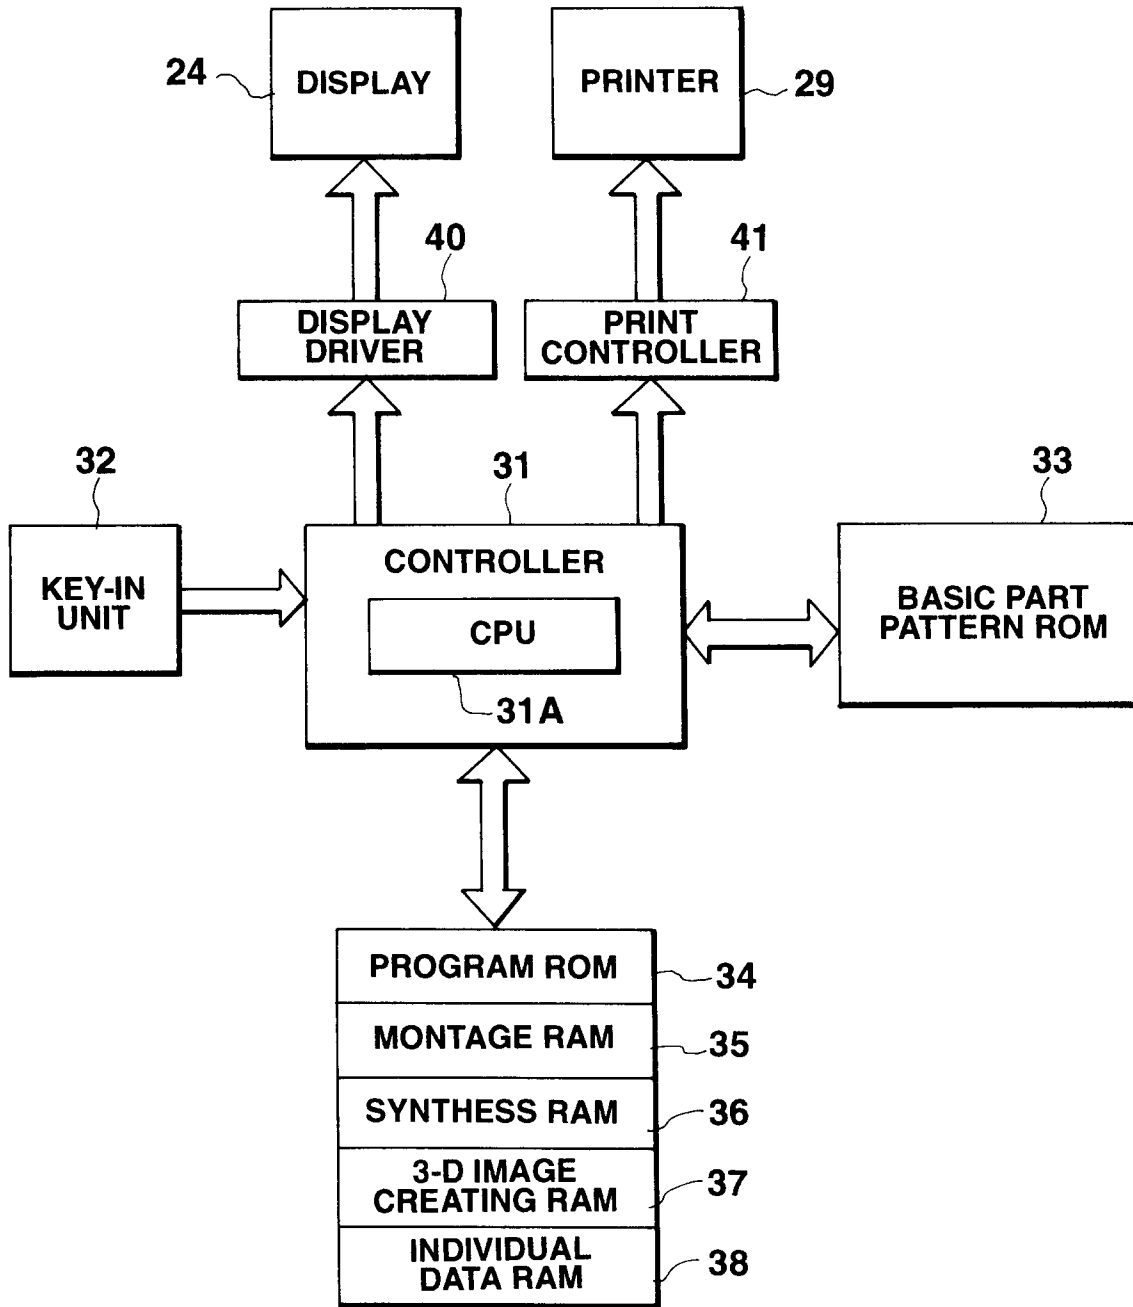 24
DISPLAY
PRINTER
29
40
41
DISPLAY
DRIVER
PRINT
CONTROLLER
32
31
33
KEY-IN
UNIT
CONTROLLER
CPU
31A
BASIC PART
PATTERN ROM
PROGRAM ROM
34
MONTAGE RAM
35
SYNTHESS RAM
36
3-D IMAGE
CREATING RAM
37
INDIVIDUAL
DATA RAM
38